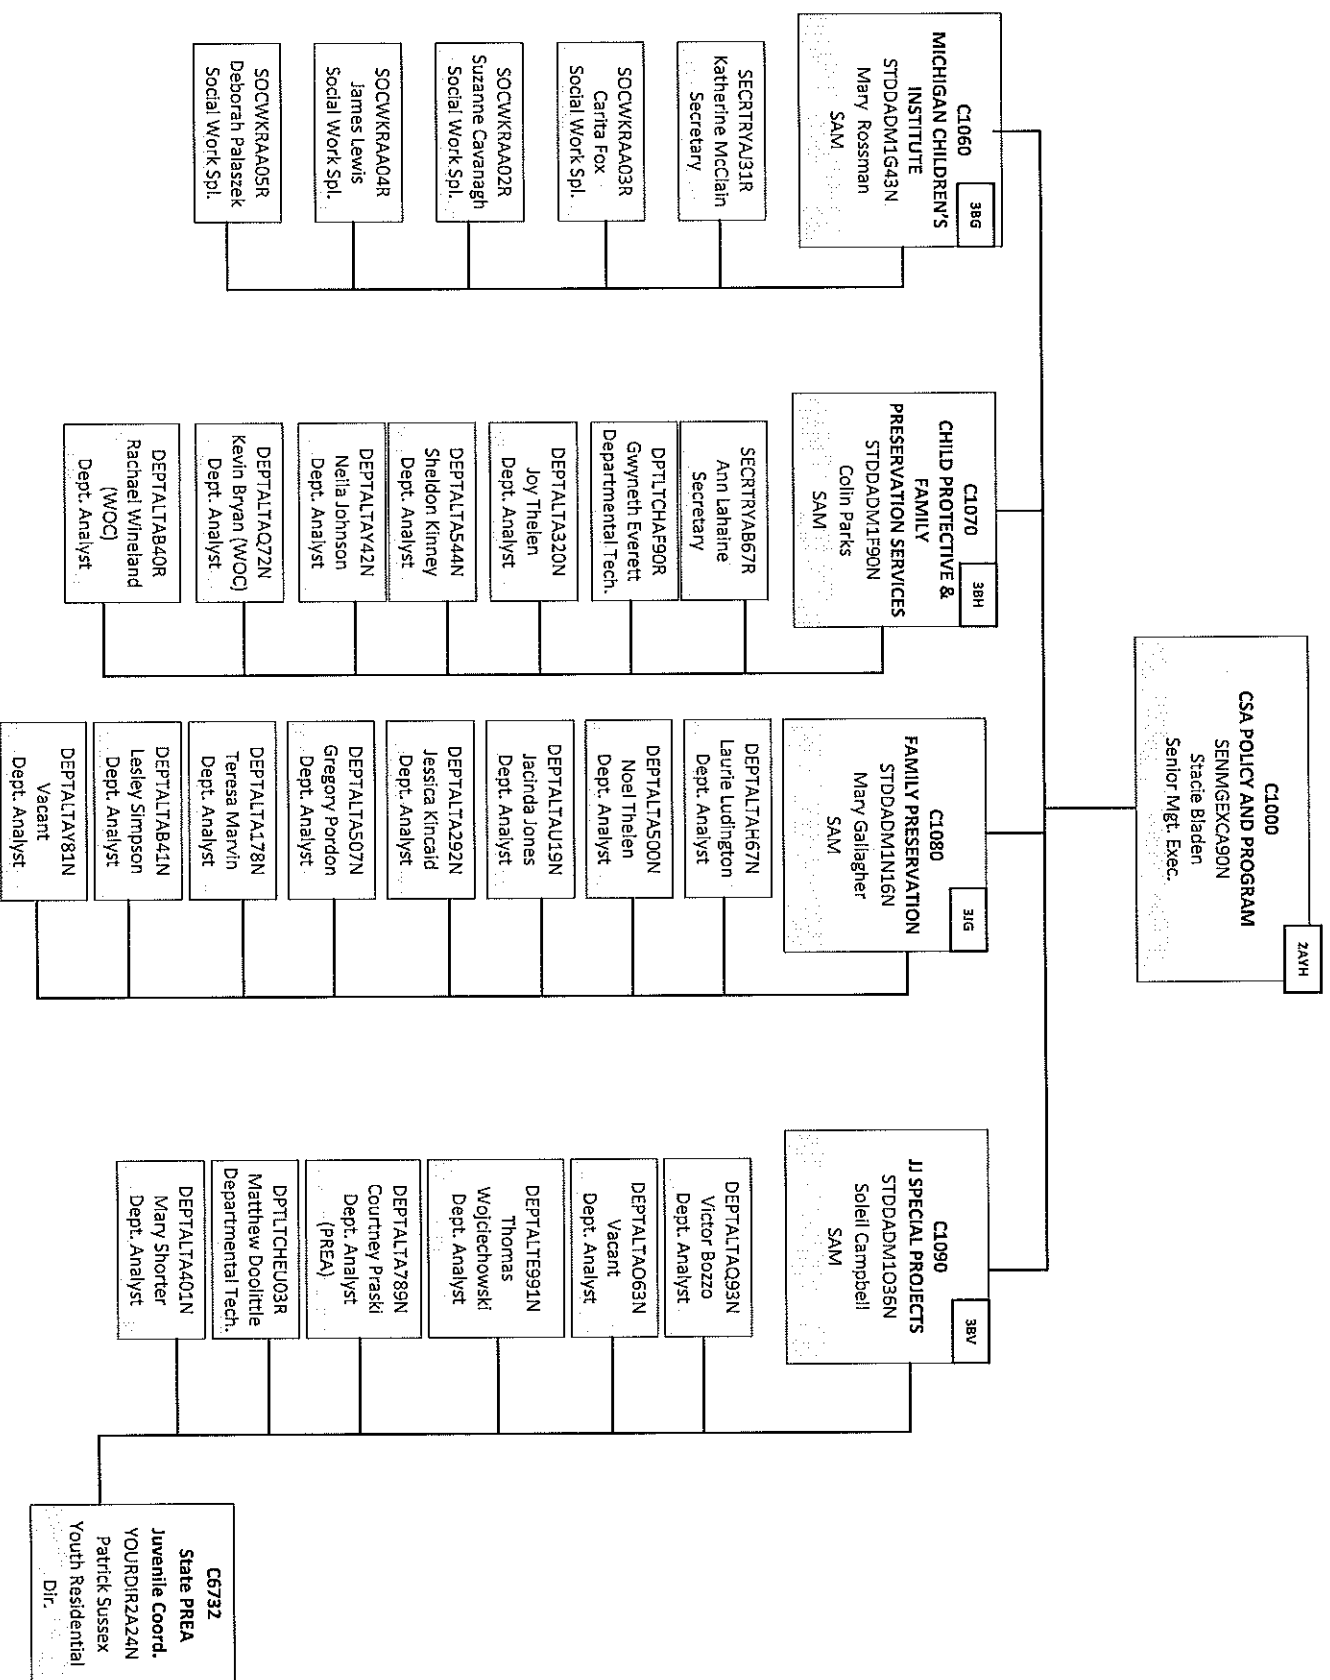 C1000
CSA POLICY AND PROGRAM
SENMGEXCA90N
Stacie Bladen
Senior Mgt. Exec.
2AYH
C1060
MICHIGAN CHILDREN'S
INSTITUTE
STDDADM1G43N
Mary Rossman
SAM
3BG
SECRTRYAJ31R
Katherine McClain
Secretary
SOCWKRAA03R
Carita Fox
Social Work Spl.
SOCWKRAA02R
Suzanne Cavanagh
Social Work Spl.
SOCWKRAA04R
James Lewis
Social Work Spl.
SOCWKRAA05R
Deborah Palaszek
Social Work Spl.
C1070
CHILD PROTECTIVE &
FAMILY
PRESERVATION SERVICES
STDDADM1F90N
Colin Parks
SAM
3BH
SECRTRYAB67R
Ann Lahaine
Secretary
DPTLTCHAF90R
Gwyneth Everett
Departmental Tech.
DEPTALTA320N
Joy Thelen
Dept. Analyst
DEPTALTA544N
Sheldon Kinney
Dept. Analyst
DEPTALTAY42N
Neila Johnson
Dept. Analyst
DEPTALTAQ72N
Kevin Bryan (WOC)
Dept. Analyst
DEPTALTAB40R
Rachael Wineland
(WOC)
Dept. Analyst
C1080
FAMILY PRESERVATION
STDDADM1N16N
Mary Gallagher
SAM
3JG
DEPTALTAH67N
Laurie Ludington
Dept. Analyst
DEPTALTA500N
Noel Thelen
Dept. Analyst
DEPTALTAU19N
Jacinda Jones
Dept. Analyst
DEPTALTA292N
Jessica Kincaid
Dept. Analyst
DEPTALTA507N
Gregory Pordon
Dept. Analyst
DEPTALTA178N
Teresa Marvin
Dept. Analyst
DEPTALTAB41N
Lesley Simpson
Dept. Analyst
DEPTALTAY81N
Vacant
Dept. Analyst
C1090
JJ SPECIAL PROJECTS
STDDADM1O36N
Soleil Campbell
SAM
3BV
DEPTALTAQ93N
Victor Bozzo
Dept. Analyst
DEPTALTAO63N
Vacant
Dept. Analyst
DEPTALTE991N
Thomas
Wojciechowski
Dept. Analyst
DEPTALTA789N
Courtney Praski
Dept. Analyst
(PREA)
DPTLTCHEU03R
Matthew Doolittle
Departmental Tech.
DEPTALTA401N
Mary Shorter
Dept. Analyst
C6732
State PREA
Juvenile Coord.
YOURDIR2A24N
Patrick Sussex
Youth Residential
Dir.